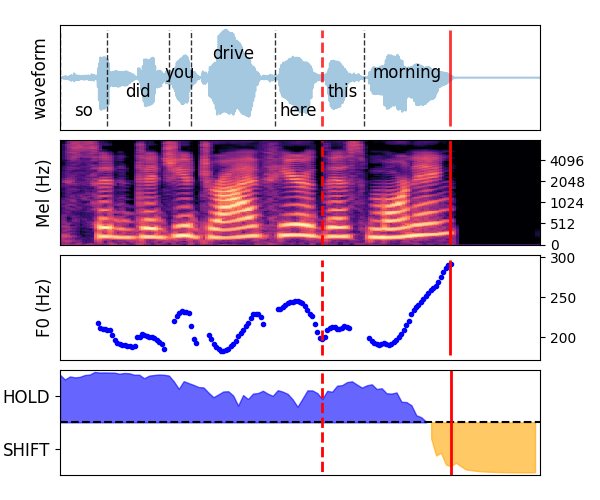 waveform
so
did
you
drive
here
this
morning
Mel (Hz)
4096
2048
1024
512
0
F0 (Hz)
300
250
200
HOLD
SHIFT